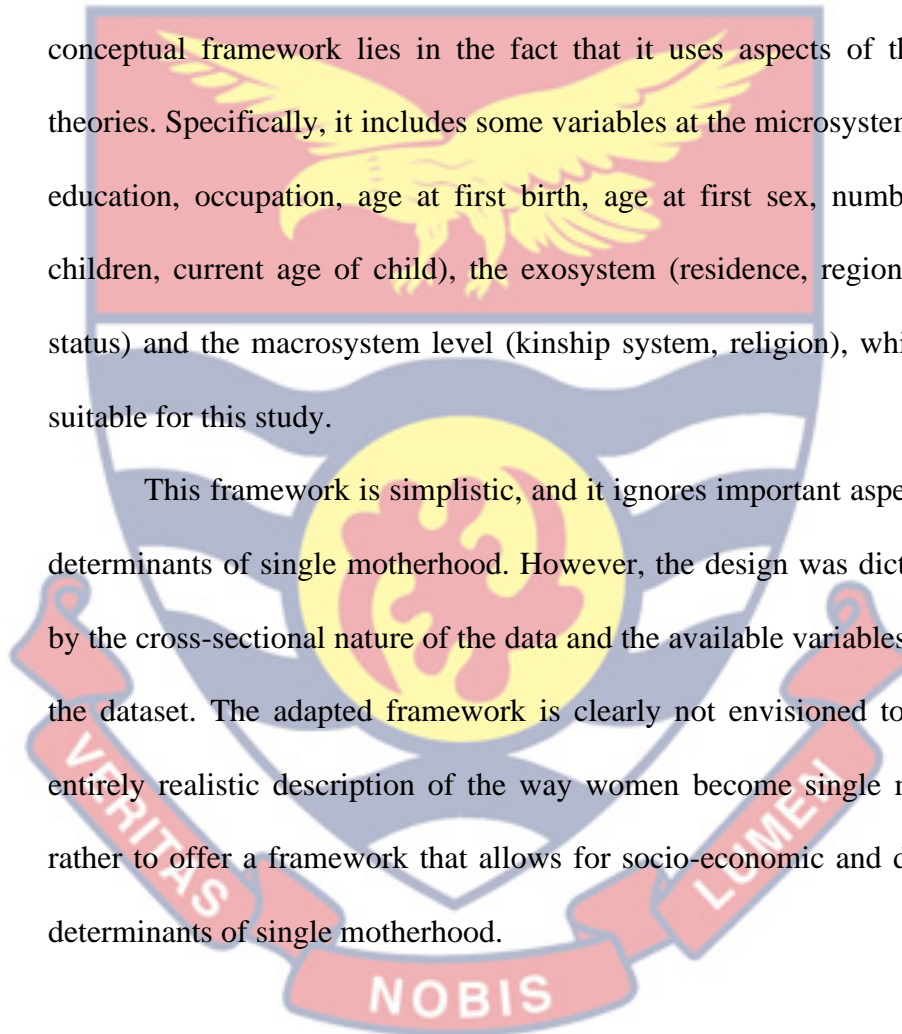 conceptual framework lies in the fact that it uses aspects of th
theories. Specifically, it includes some variables at the microsystem
education, occupation, age at first birth, age at first sex, numb
children, current age of child), the exosystem (residence, region
status) and the macrosystem level (kinship system, religion), whi
suitable for this study.
This framework is simplistic, and it ignores important aspe
determinants of single motherhood. However, the design was dict
by the cross-sectional nature of the data and the available variables
the dataset. The adapted framework is clearly not envisioned to
entirely realistic description of the way women become single m
rather to offer a framework that allows for socio-economic and d
determinants of single motherhood.
VERITAS
NOBIS
LUMEN